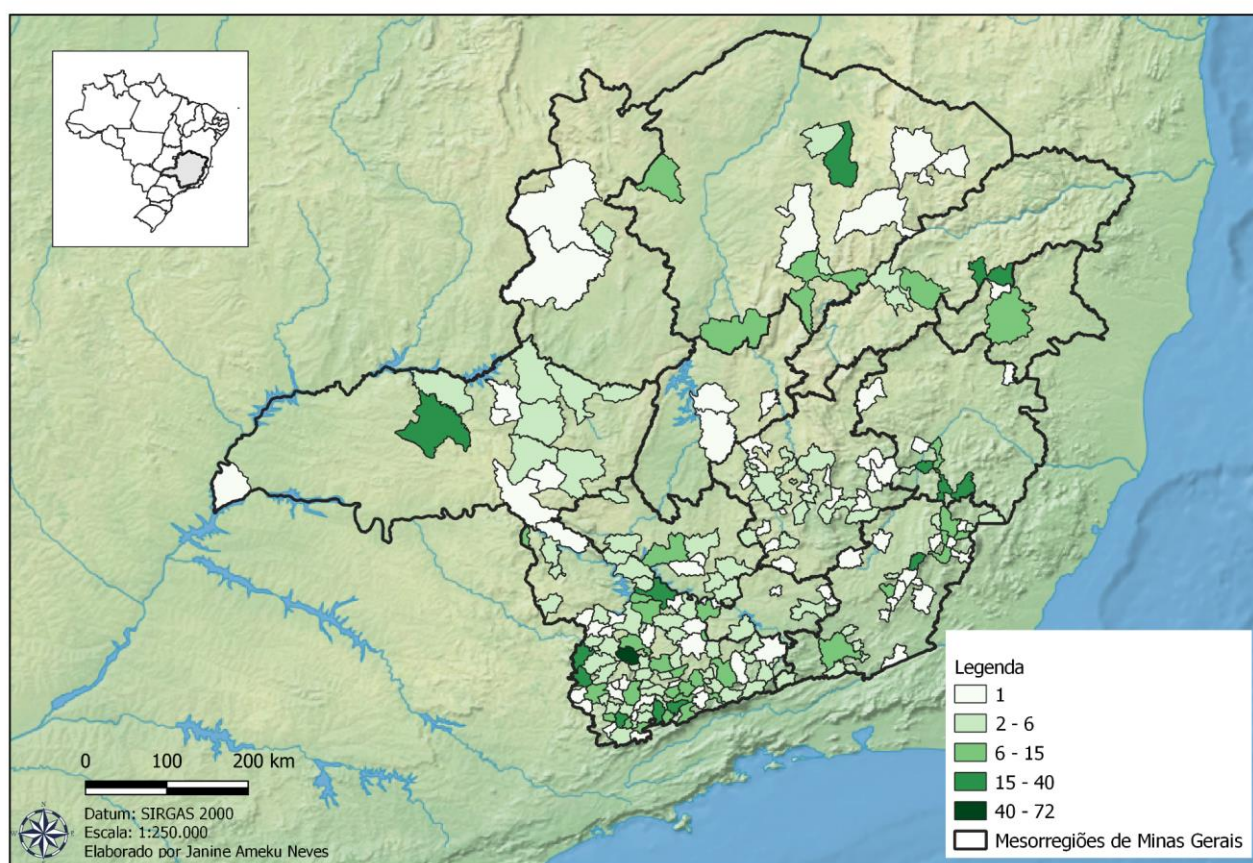 Legenda
1
2 - 6
6 - 15
15 - 40
40 - 72
Mesorregiões de Minas Gerais
0 100 200 km
Datum: SIRGAS 2000
Escala: 1:250.000
Elaborado por Janine Ameku Neves